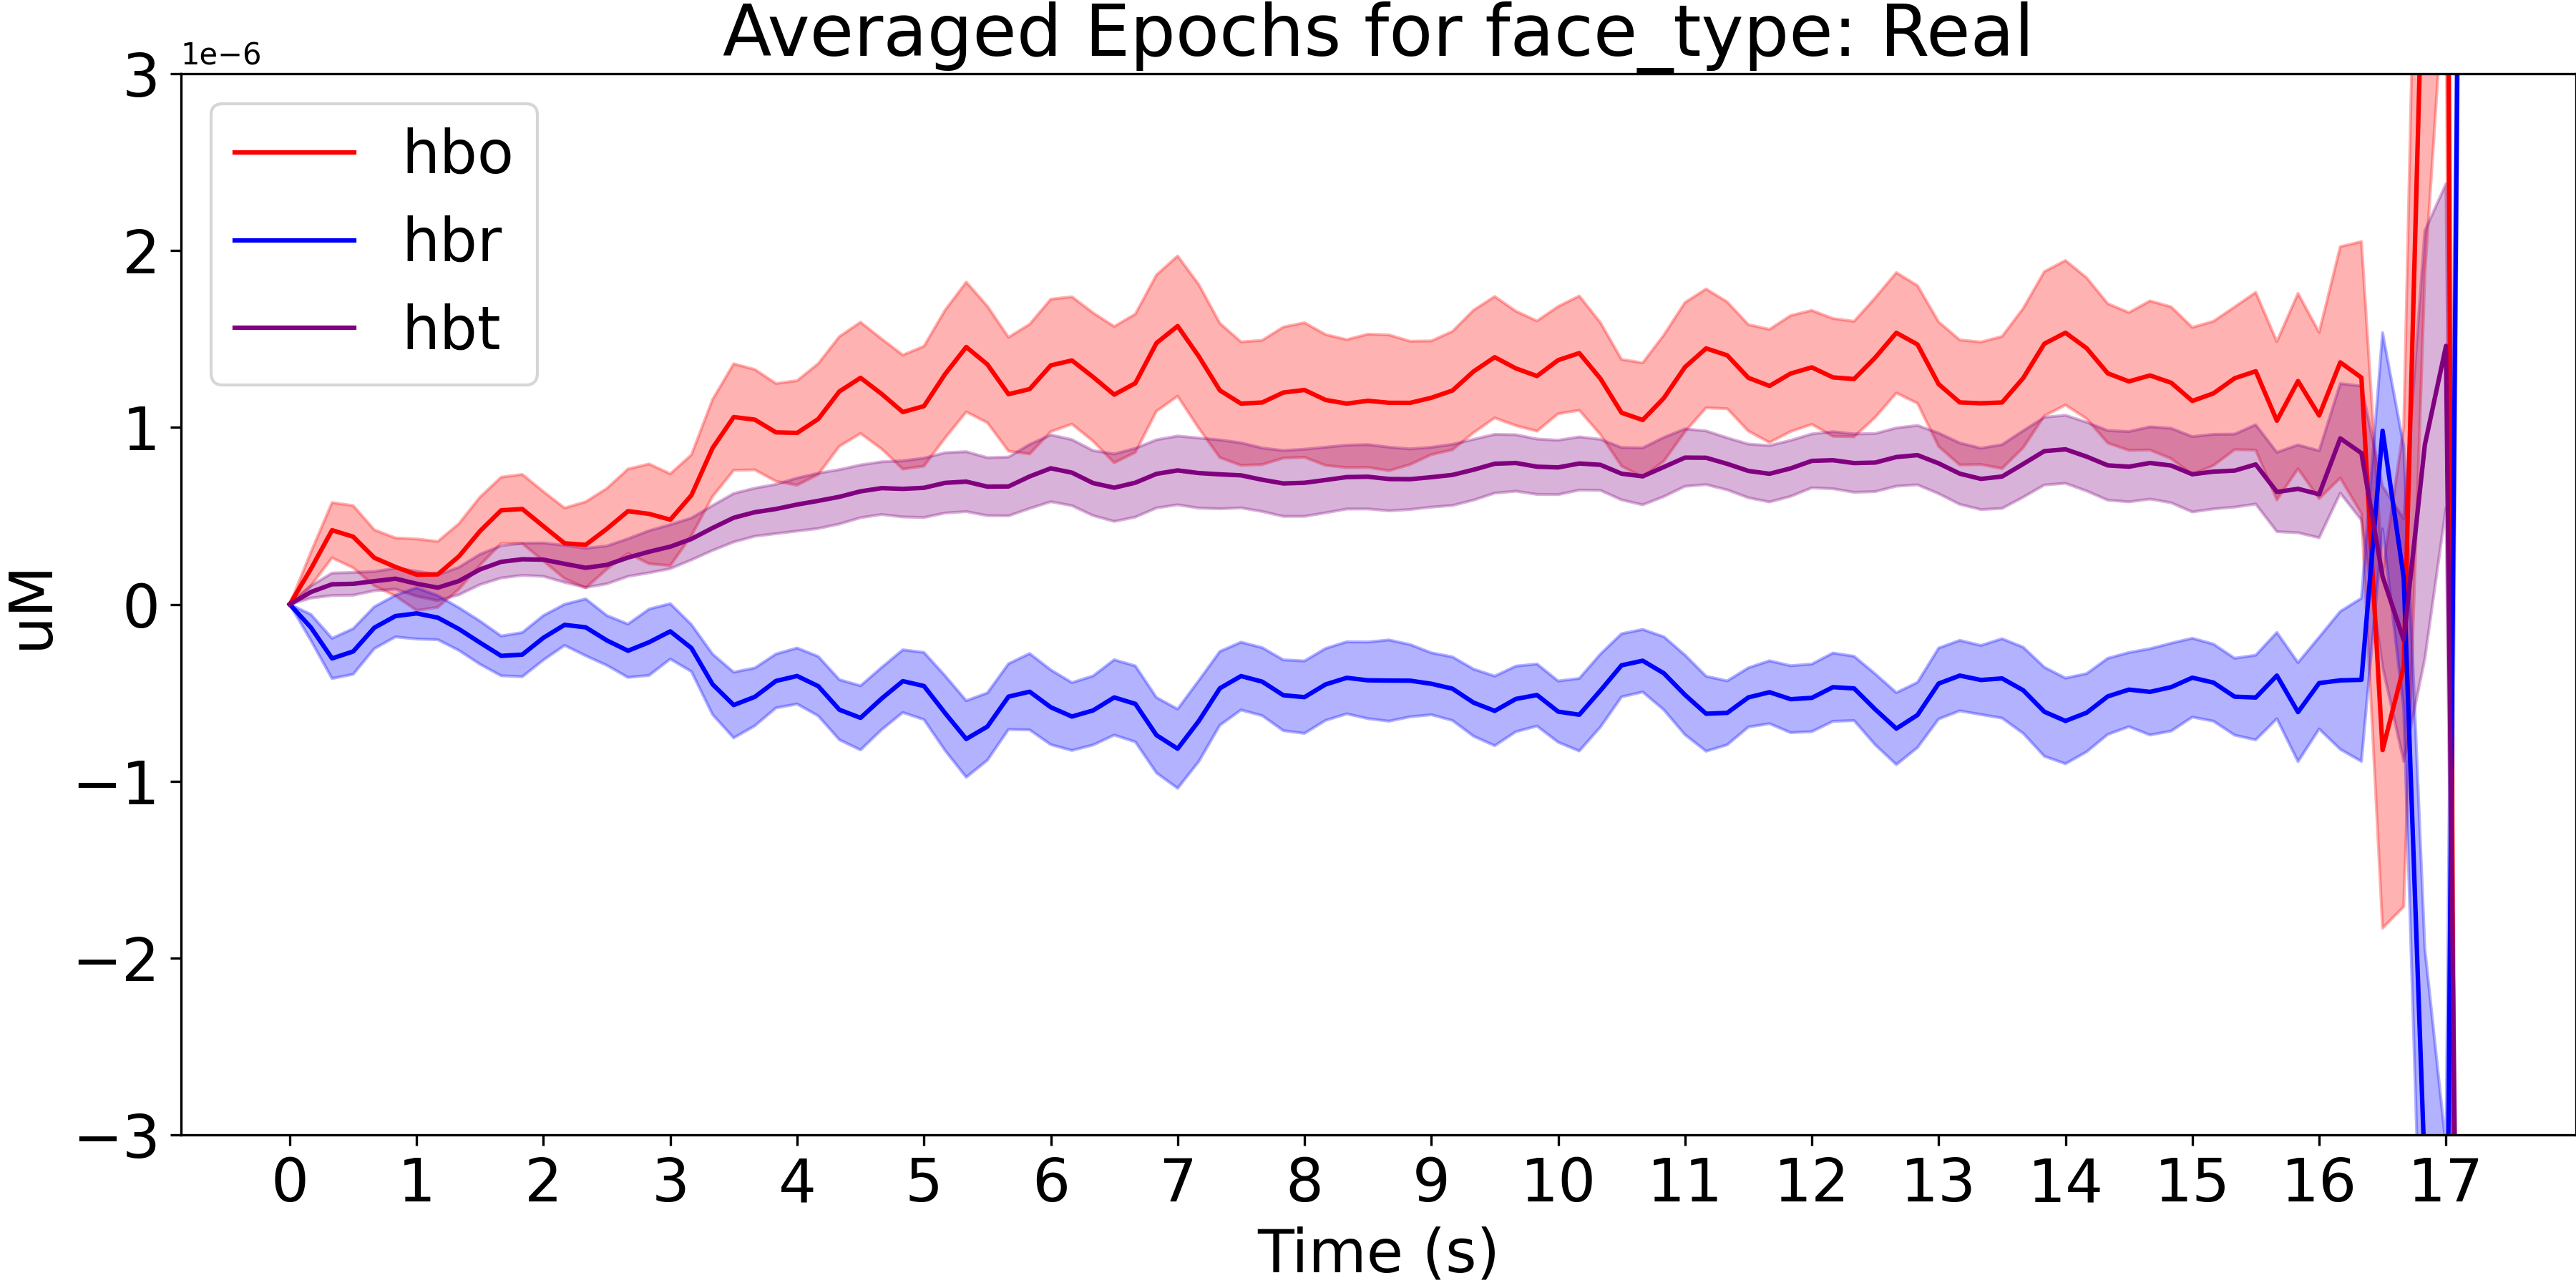 Averaged Epochs for face_type: Real
1e−6
3
2
1
0
−1
−2
−3
uM
hbo
hbr
hbt
0 1 2 3 4 5 6 7 8 9 10 11 12 13 14 15 16 17
Time (s)